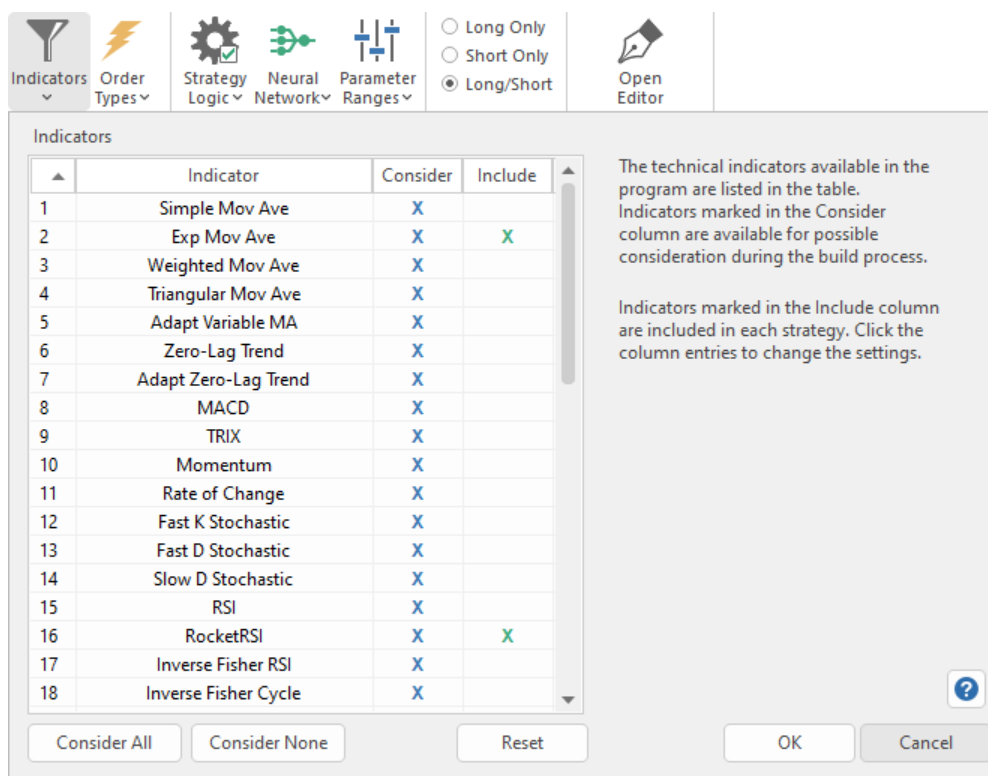 Indicators
Order Types
Strategy Logic
Neural Network
Parameter Ranges
Long Only
Short Only
Long/Short
Open Editor
Indicators
Indicator Consider Include
1 Simple Mov Ave X
2 Exp Mov Ave X X
3 Weighted Mov Ave X
4 Triangular Mov Ave X
5 Adapt Variable MA X
6 Zero-Lag Trend X
7 Adapt Zero-Lag Trend X
8 MACD X
9 TRIX X
10 Momentum X
11 Rate of Change X
12 Fast K Stochastic X
13 Fast D Stochastic X
14 Slow D Stochastic X
15 RSI X
16 RocketRSI X X
17 Inverse Fisher RSI X
18 Inverse Fisher Cycle X
The technical indicators available in the
program are listed in the table.
Indicators marked in the Consider
column are available for possible
consideration during the build process.
Indicators marked in the Include column
are included in each strategy. Click the
column entries to change the settings.
?
Consider All
Consider None
Reset
OK
Cancel